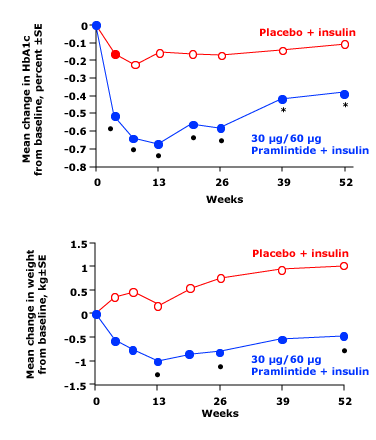 Mean change in HbA1c
from baseline, percent ±SE
0
-0.1
-0.2
-0.3
-0.4
-0.5
-0.6
-0.7
-0.8
Placebo + insulin
30 µg/60 µg
Pramlintide + insulin
*
*
0
13
26
39
52
Weeks
Mean change in weight
from baseline, kg±SE
1.5
1
0.5
0
-0.5
-1
-1.5
Placebo + insulin
30 µg/60 µg
Pramlintide + insulin
0
13
26
39
52
Weeks